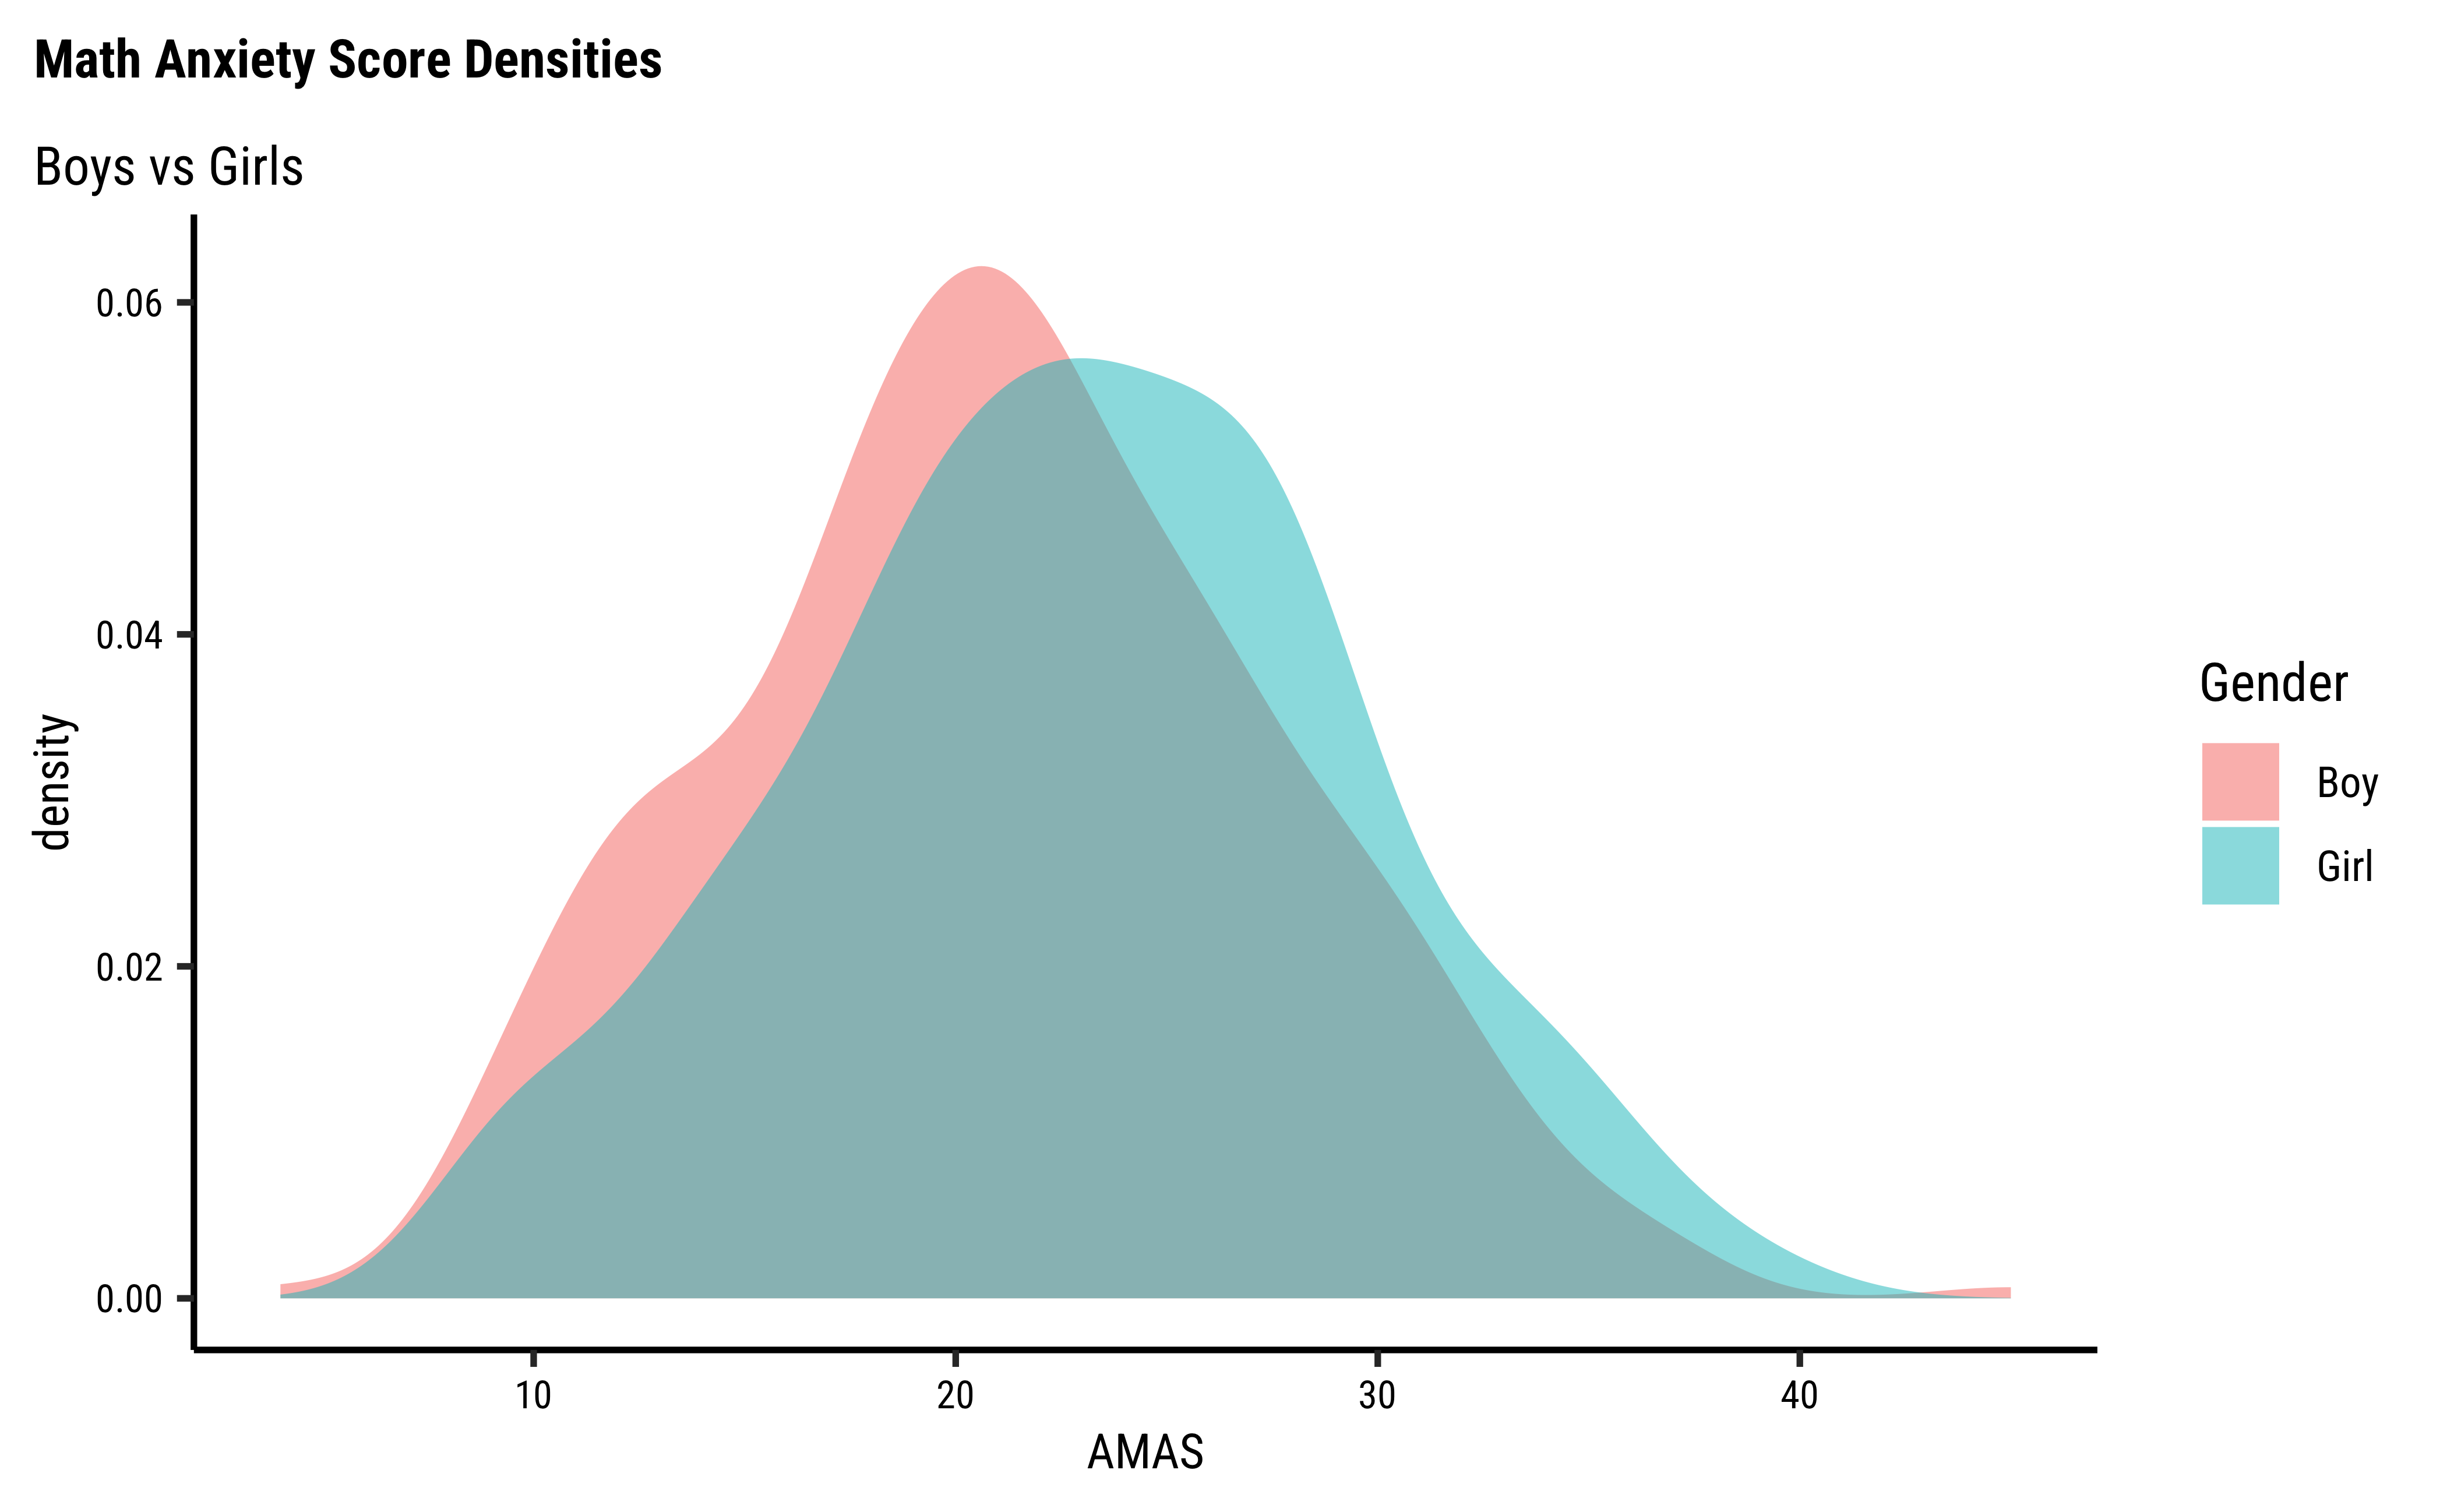 Math Anxiety Score Densities
Boys vs Girls
0.06
0.04
0.02
0.00
density
10 20 30 40
AMAS
Gender
Boy
Girl